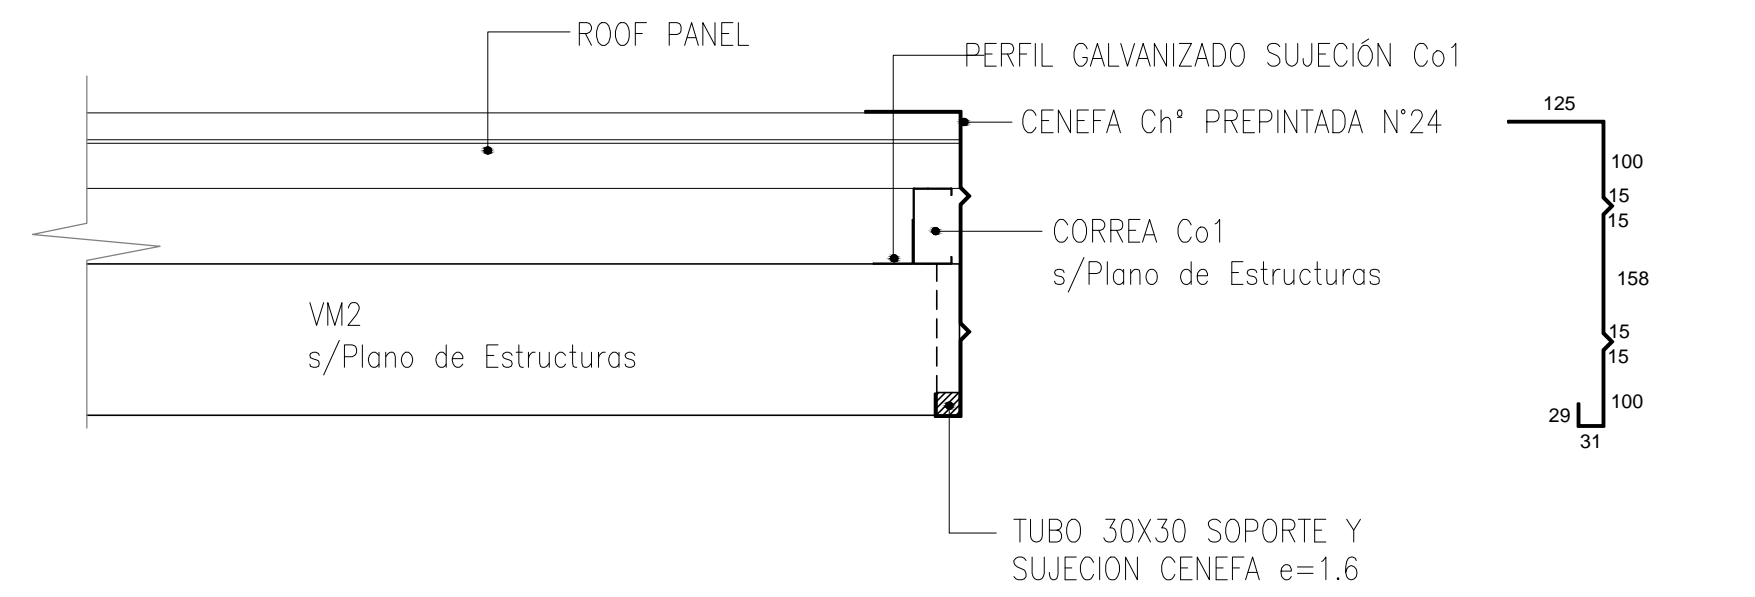 ROOF PANEL
PERFIL GALVANIZADO SUJECIÓN Co1
CENEFA Chº PREPINTADA N°24
CORREA Co1
s/Plano de Estructuras
VM2
s/Plano de Estructuras
TUBO 30X30 SOPORTE Y
SUJECION CENEFA e=1.6
125
100
15
15
158
15
15
100
29
31